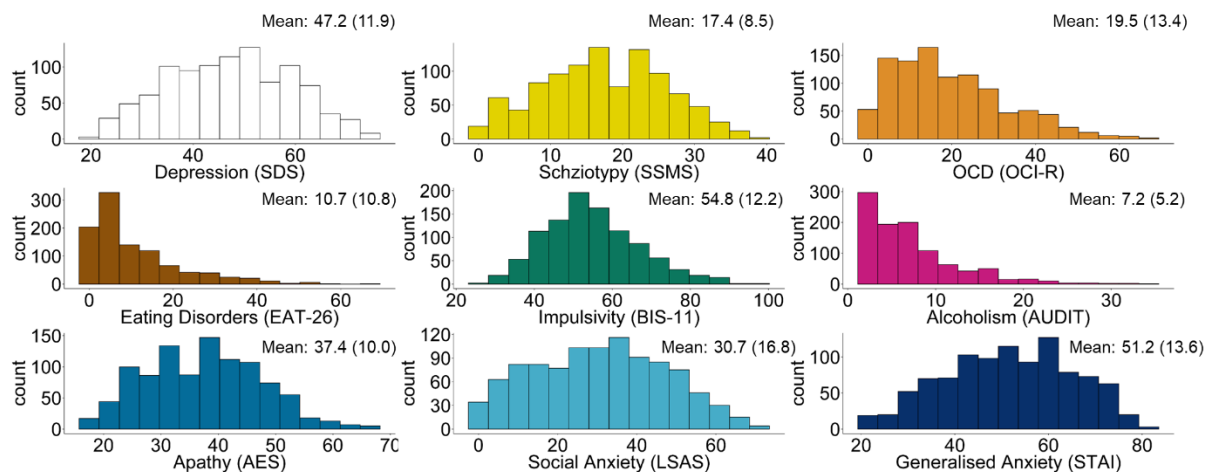 Mean: 47.2 (11.9)
count
100
50
0
20
40
60
Depression (SDS)
Mean: 17.4 (8.5)
count
100
50
0
0
10
20
30
40
Schziotypy (SSMS)
Mean: 19.5 (13.4)
count
150
100
50
0
0
20
40
60
OCD (OCI-R)
Mean: 10.7 (10.8)
count
300
200
100
0
0
20
40
60
Eating Disorders (EAT-26)
Mean: 54.8 (12.2)
count
200
150
100
50
0
20
40
60
80
100
Impulsivity (BIS-11)
Mean: 7.2 (5.2)
count
300
200
100
0
0
10
20
30
Alcoholism (AUDIT)
Mean: 37.4 (10.0)
count
150
100
50
0
20
30
40
50
60
70
Apathy (AES)
Mean: 30.7 (16.8)
count
120
90
60
30
0
0
20
40
60
Social Anxiety (LSAS)
Mean: 51.2 (13.6)
count
100
50
0
20
40
60
80
Generalised Anxiety (STAI)